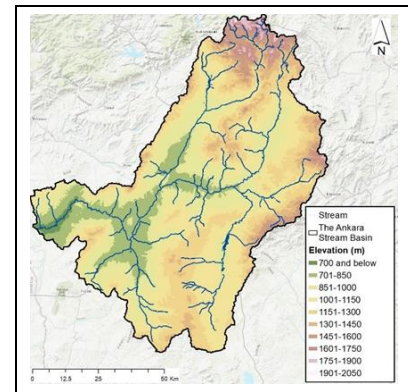 N
Stream
The Ankara
Stream Basin
Elevation (m)
700 and below
701-850
851-1000
1001-1150
1151-1300
1301-1450
1451-1600
1601-1750
1751-1900
1901-2050
0 12.5 25 50 Km